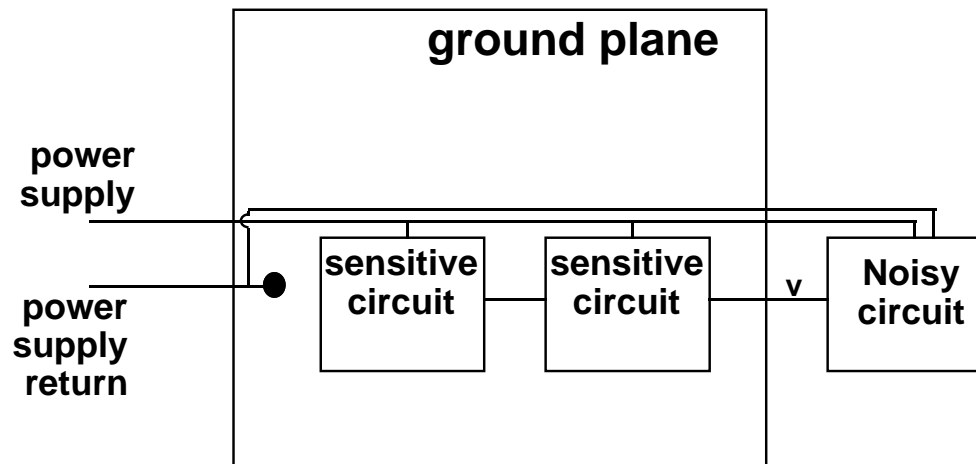 ground plane
power
supply
power
supply
return
sensitive
circuit
sensitive
circuit
v
Noisy
circuit